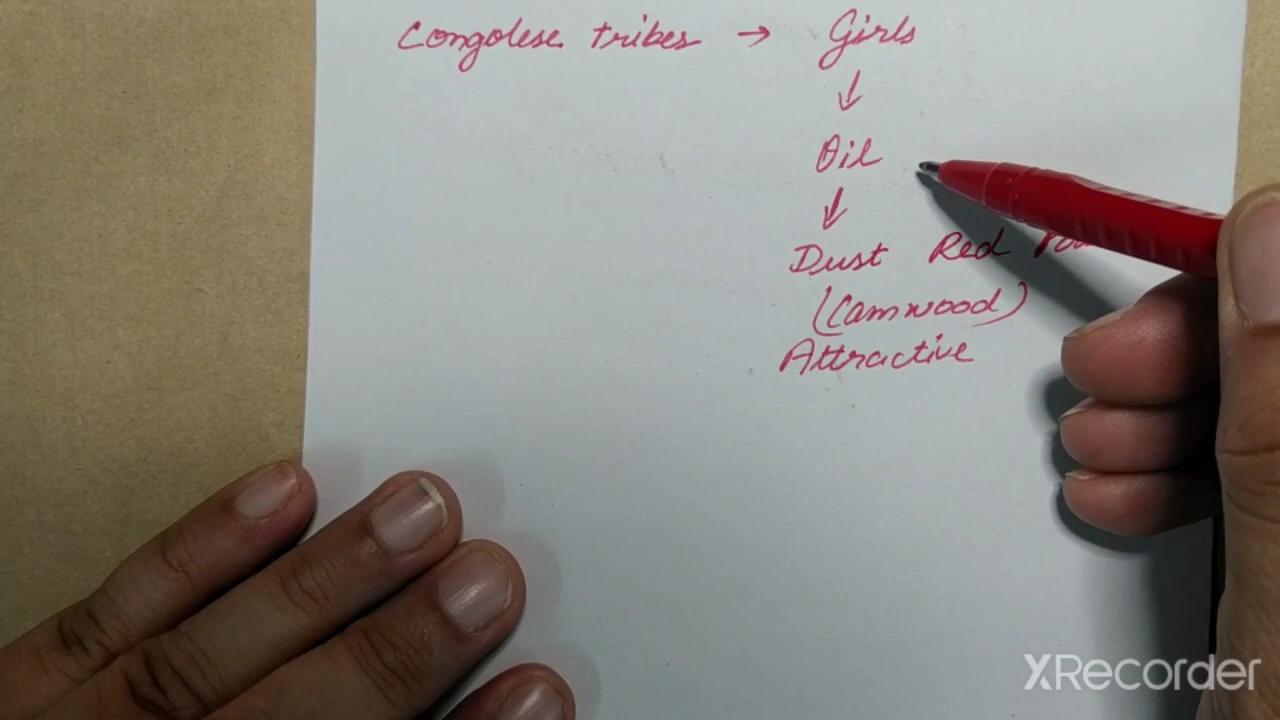 Congolese tribes → Girls
↓
Oil
↓
Dust Red
(Camwood)
Attractive
XRecorder